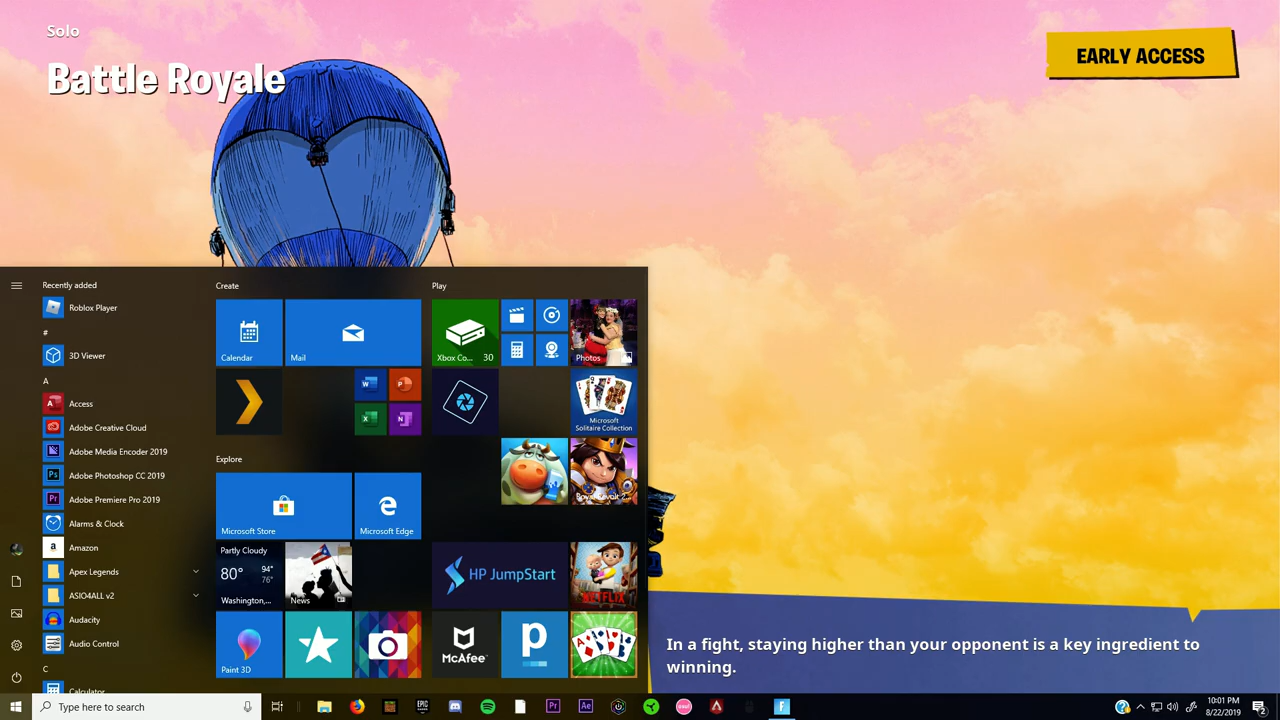 Solo
Battle Royale
EARLY ACCESS
Recently added
Roblox Player
#
3D Viewer
A
Access
Adobe Creative Cloud
Adobe Media Encoder 2019
Adobe Photoshop CC 2019
Adobe Premiere Pro 2019
Alarms & Clock
Amazon
Apex Legends
ASIO4ALL v2
Audacity
Audio Control
C
Calculator
Create
Calendar
Mail
Explore
Microsoft Store
Microsoft Edge
Partly Cloudy
80° 94°
76°
Washington,...
News
Paint 3D
Play
Xbox Co... 30
Photos
Microsoft
Solitaire Collection
HP JumpStart
NETFLIX
McAfee
In a fight, staying higher than your opponent is a key ingredient to
winning.
Type here to search
10:01 PM
8/22/2019
2